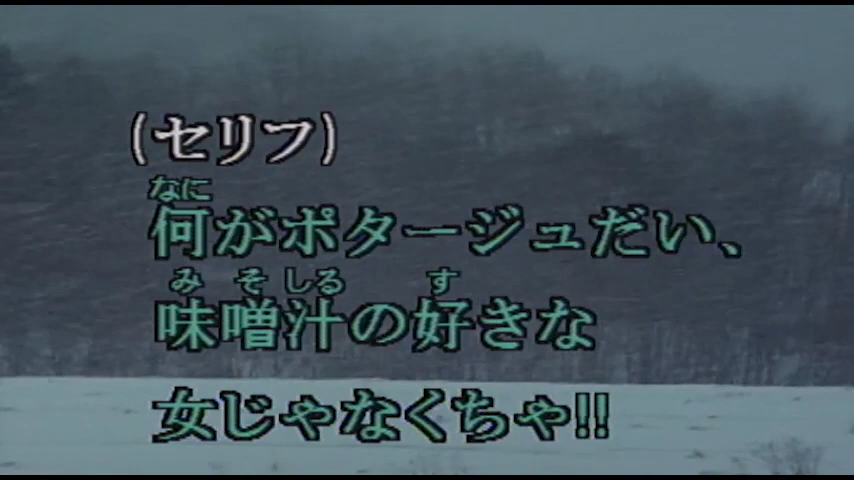 (セリフ)
なに
何がポタージュだい、
みそしる す
味噌汁の好きな
女じゃなくちゃ!!